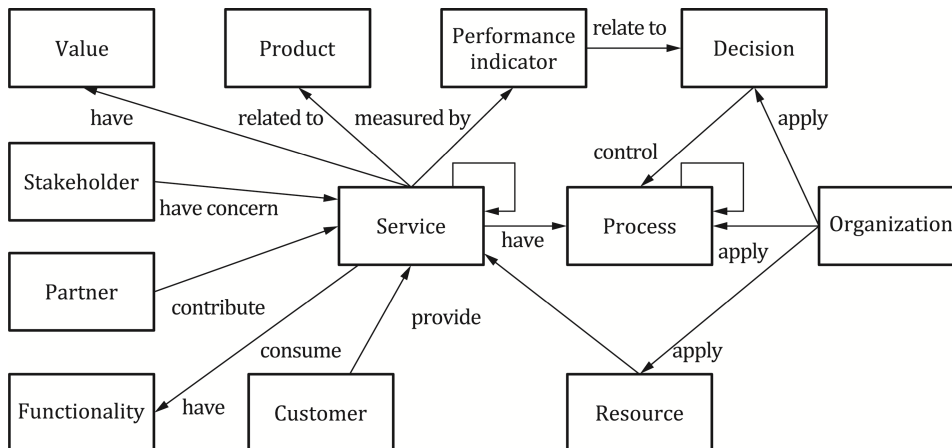 Value
Product
Performance
indicator
relate to
Decision
have
related to
measured by
apply
control
Stakeholder
have concern
Service
have
Process
apply
Organization
Partner
contribute
provide
consume
apply
Functionality
have
Customer
Resource